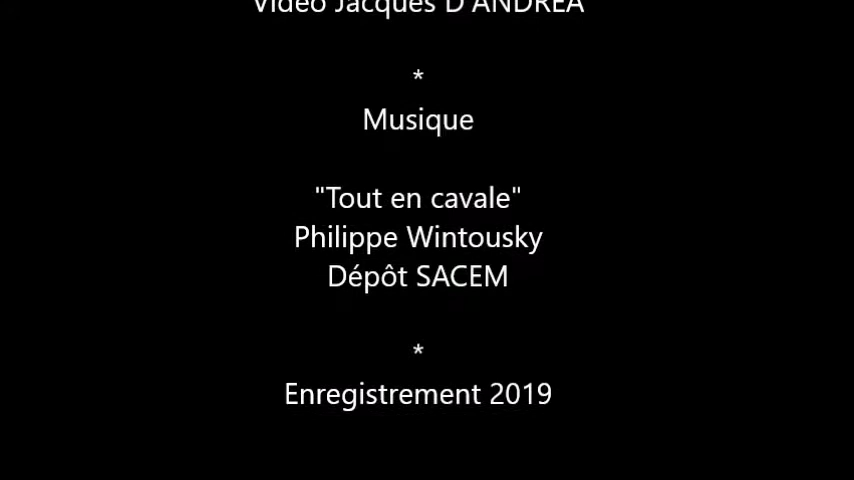 Vidéo Jacques D'ANDREA
*
Musique
"Tout en cavale"
Philippe Wintousky
Dépôt SACEM
*
Enregistrement 2019